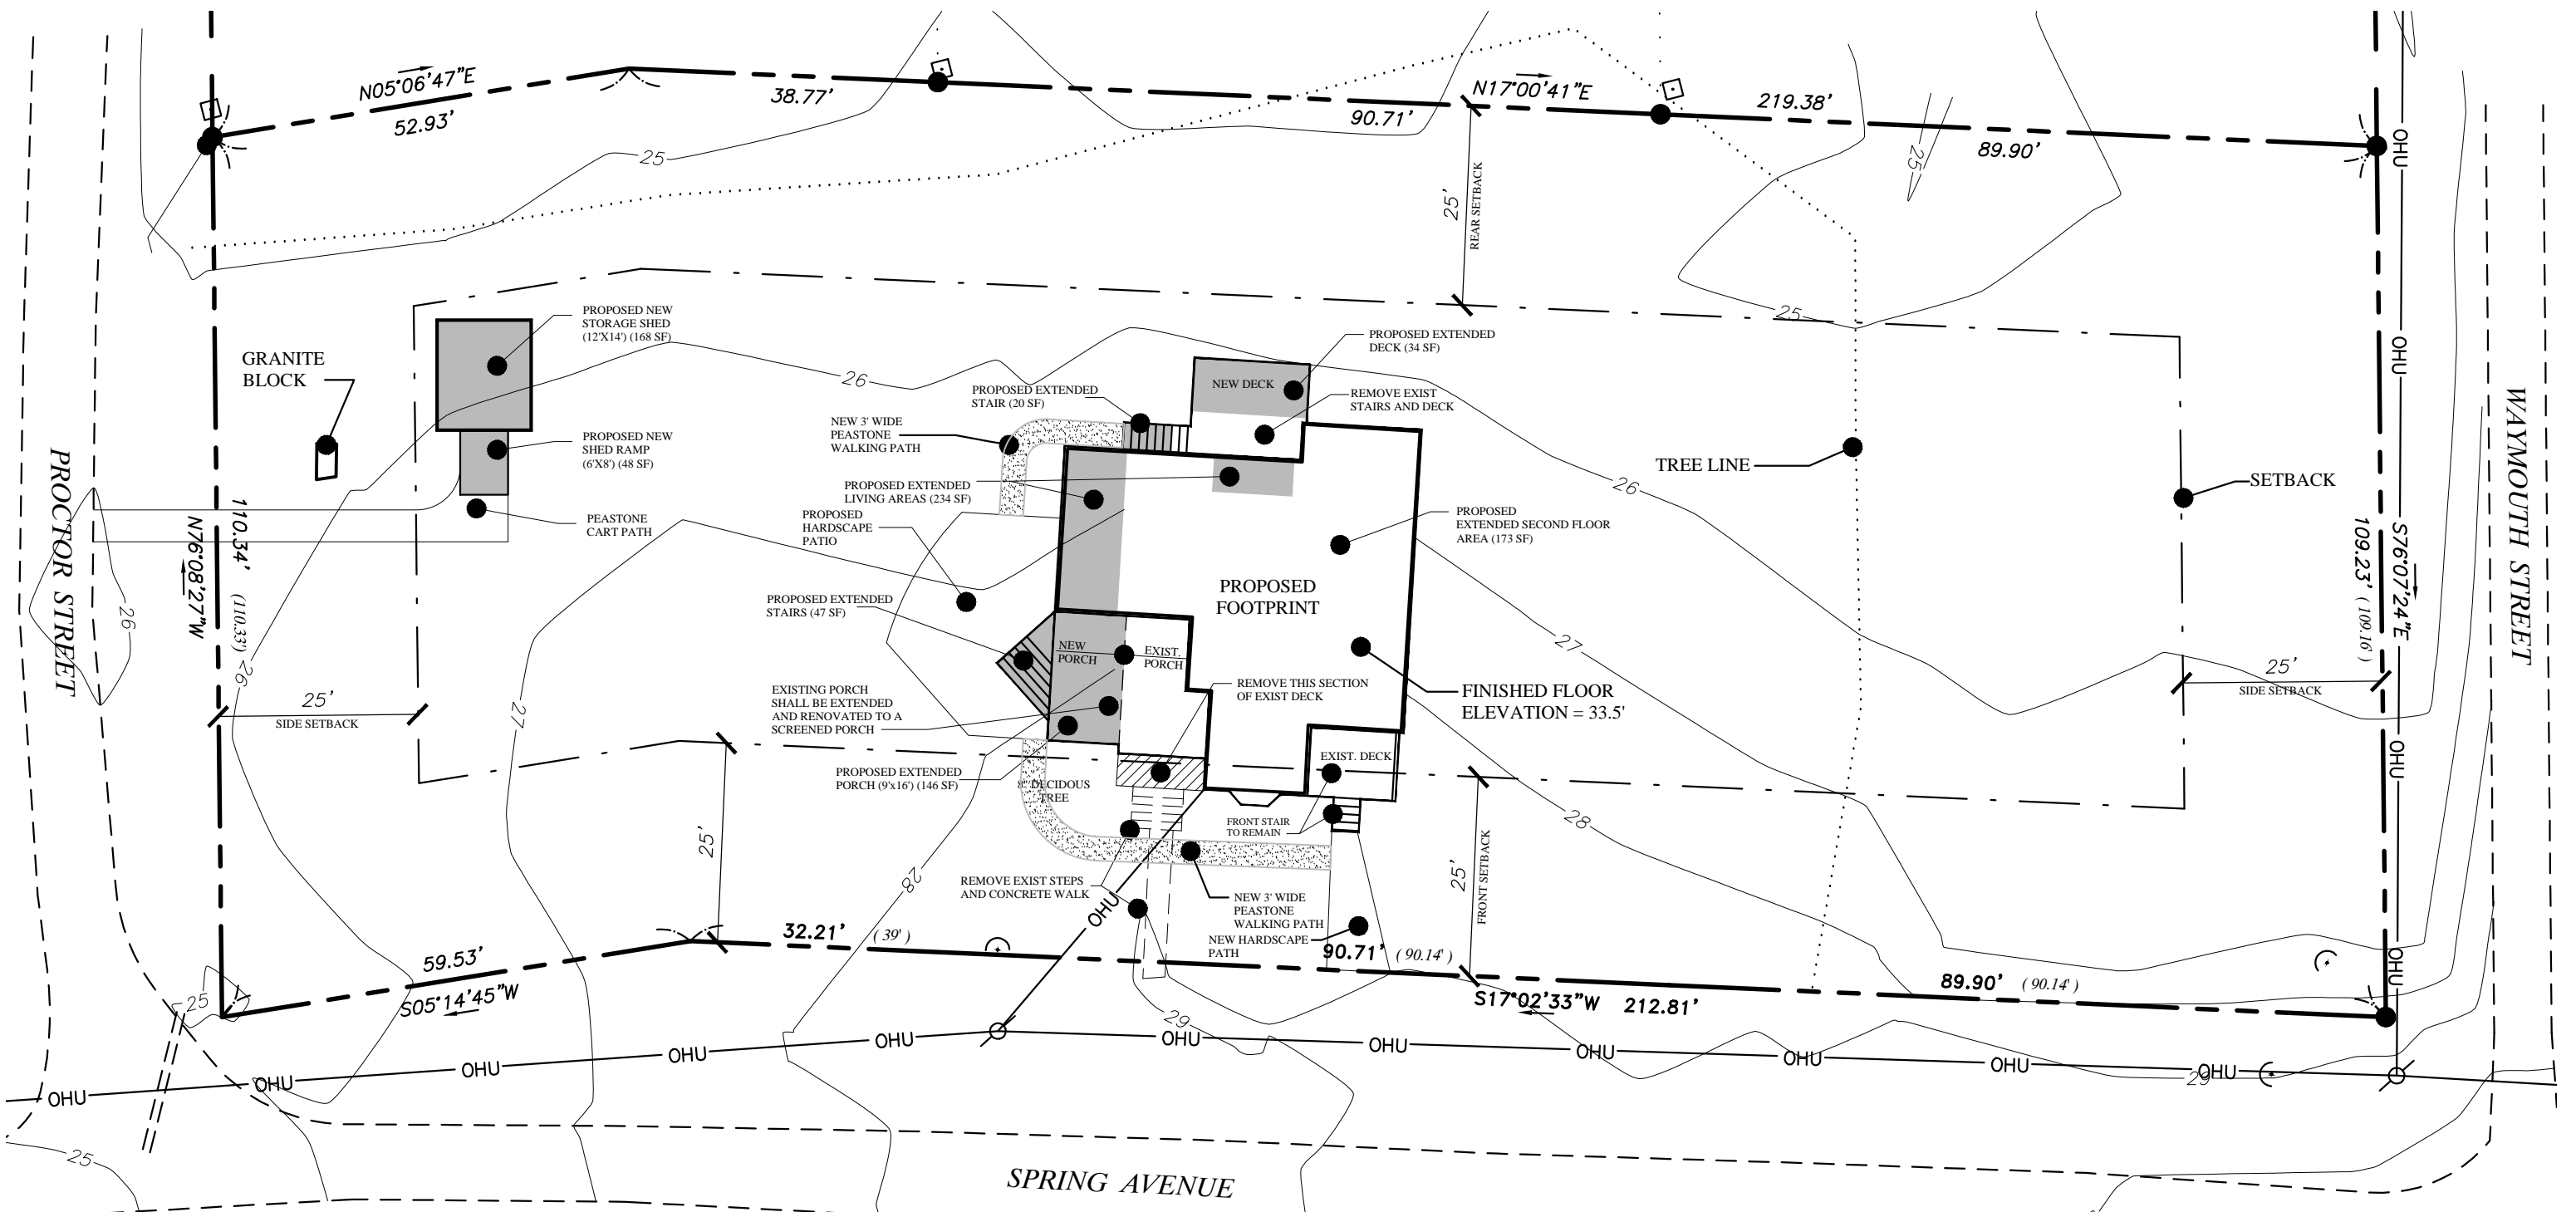 N05°06'47"E
52.93'
38.77'
N17°00'41"E
90.71'
219.38'
89.90'
25
25
25
25'
REAR SETBACK
25
OHU
OHU
OHU
OHU
PROPOSED NEW
STORAGE SHED
(12'X14') (168 SF)
GRANITE
BLOCK
26
PROPOSED EXTENDED
DECK (34 SF)
NEW DECK
REMOVE EXIST
STAIRS AND DECK
PROPOSED EXTENDED
STAIR (20 SF)
NEW 3' WIDE
PEASTONE
WALKING PATH
PROPOSED NEW
SHED RAMP
(6'X8') (48 SF)
PEASTONE
CART PATH
PROPOSED EXTENDED
LIVING AREAS (234 SF)
PROPOSED
HARDSCAPE
PATIO
PROPOSED
EXTENDED SECOND FLOOR
AREA (173 SF)
TREE LINE
SETBACK
26
PROCTOR STREET
WAYMOUTH STREET
26
110.34'
(110.33')
N76°08'27"W
26
109.23' (109.16')
S76°07'24"E
PROPOSED
FOOTPRINT
PROPOSED EXTENDED
STAIRS (47 SF)
NEW
PORCH
EXIST.
PORCH
27
27
25'
SIDE SETBACK
25'
SIDE SETBACK
REMOVE THIS SECTION
OF EXIST DECK
FINISHED FLOOR
ELEVATION = 33.5'
EXISTING PORCH
SHALL BE EXTENDED
AND RENOVATED TO A
SCREENED PORCH
EXIST. DECK
PROPOSED EXTENDED
PORCH (9'x16') (146 SF)
8" DECIDOUS
TREE
FRONT STAIR
TO REMAIN
28
28
25'
25'
FRONT SETBACK
REMOVE EXIST STEPS
AND CONCRETE WALK
OHU
NEW 3' WIDE
PEASTONE
WALKING PATH
NEW HARDSCAPE
PATH
32.21' (39')
90.71' (90.14')
59.53'
S05°14'45"W
89.90' (90.14')
S17°02'33"W 212.81'
25
29
29
OHU
OHU
OHU
OHU
OHU
OHU
OHU
OHU
OHU
OHU
OHU
25
SPRING AVENUE